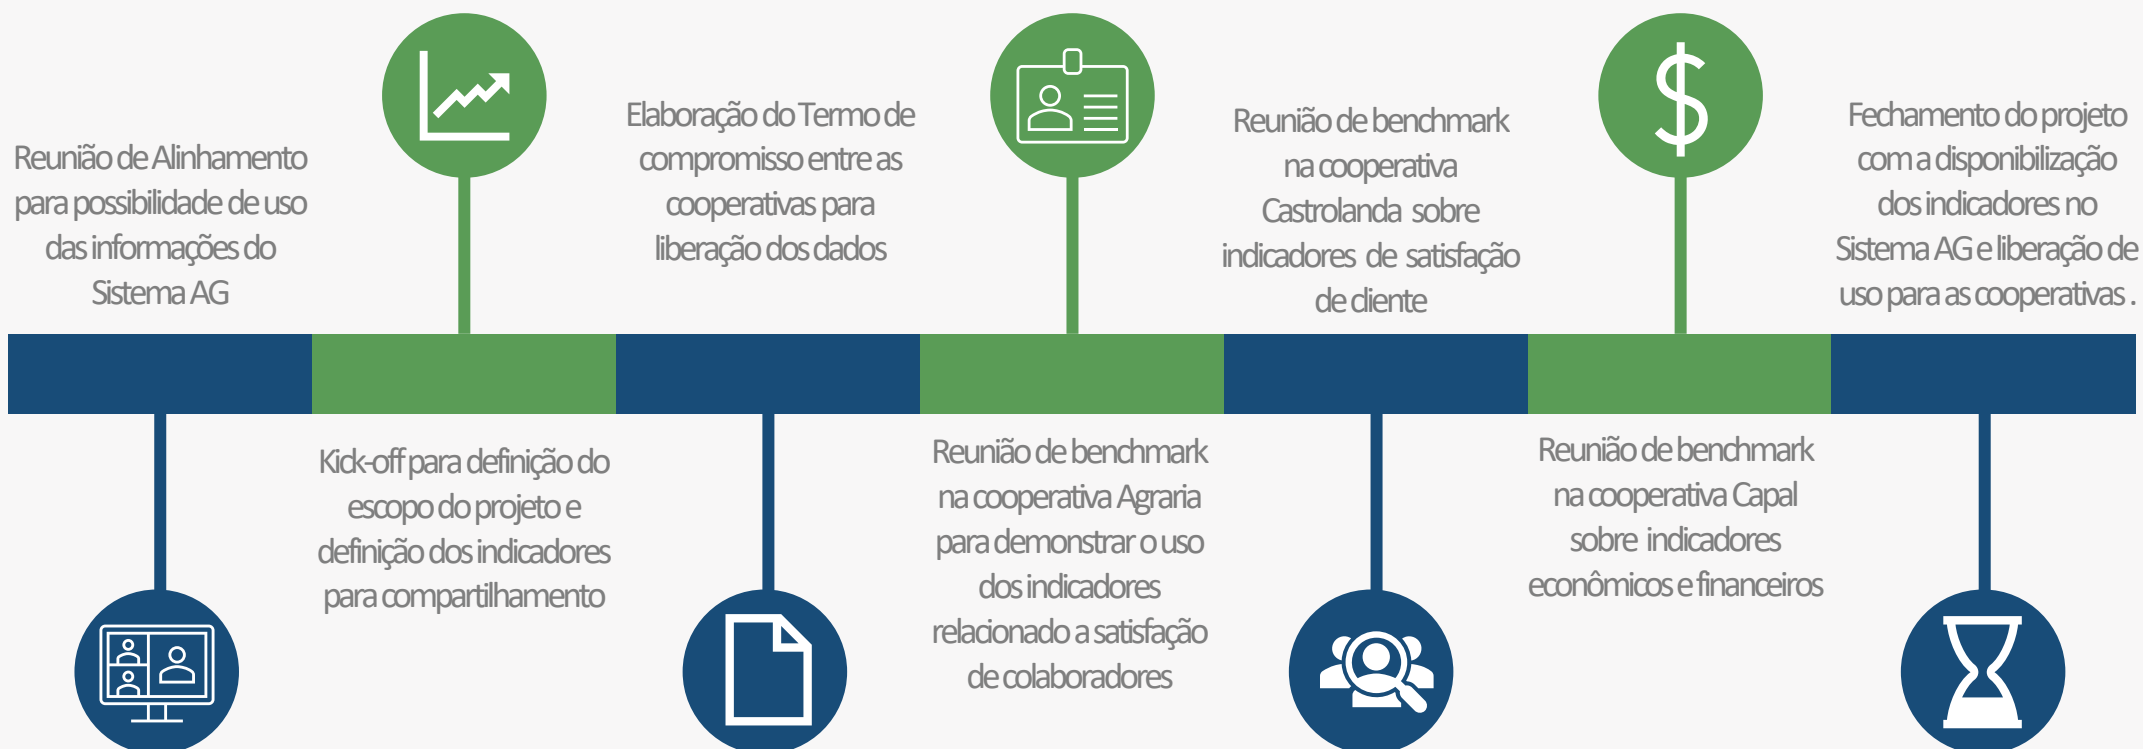 Reunião de Alinhamento
para possibilidade de uso
das informações do
Sistema AG
Kick-off para definição do
escopo do projeto e
definição dos indicadores
para compartilhamento
Elaboração do Termo de
compromisso entre as
cooperativas para
liberação dos dados
Reunião de benchmark
na cooperativa Agraria
para demonstrar o uso
dos indicadores
relacionado a satisfação
de colaboradores
Reunião de benchmark
na cooperativa
Castrolanda sobre
indicadores de satisfação
de cliente
Reunião de benchmark
na cooperativa Capal
sobre indicadores
econômicos e financeiros
Fechamento do projeto
com a disponibilização
dos indicadores no
Sistema AG e liberação de
uso para as cooperativas .